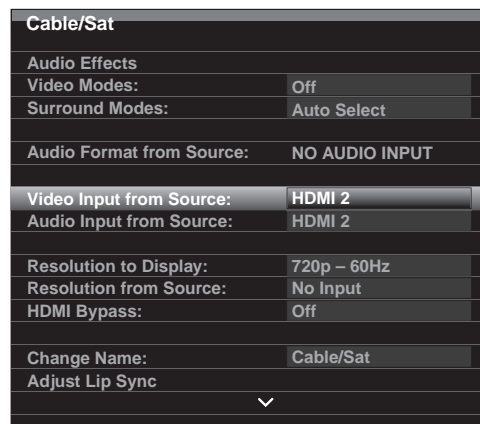 Cable/Sat
Audio Effects
Video Modes: Off
Surround Modes: Auto Select
Audio Format from Source: NO AUDIO INPUT
Video Input from Source: HDMI 2
Audio Input from Source: HDMI 2
Resolution to Display: 720p – 60Hz
Resolution from Source: No Input
HDMI Bypass: Off
Change Name: Cable/Sat
Adjust Lip Sync